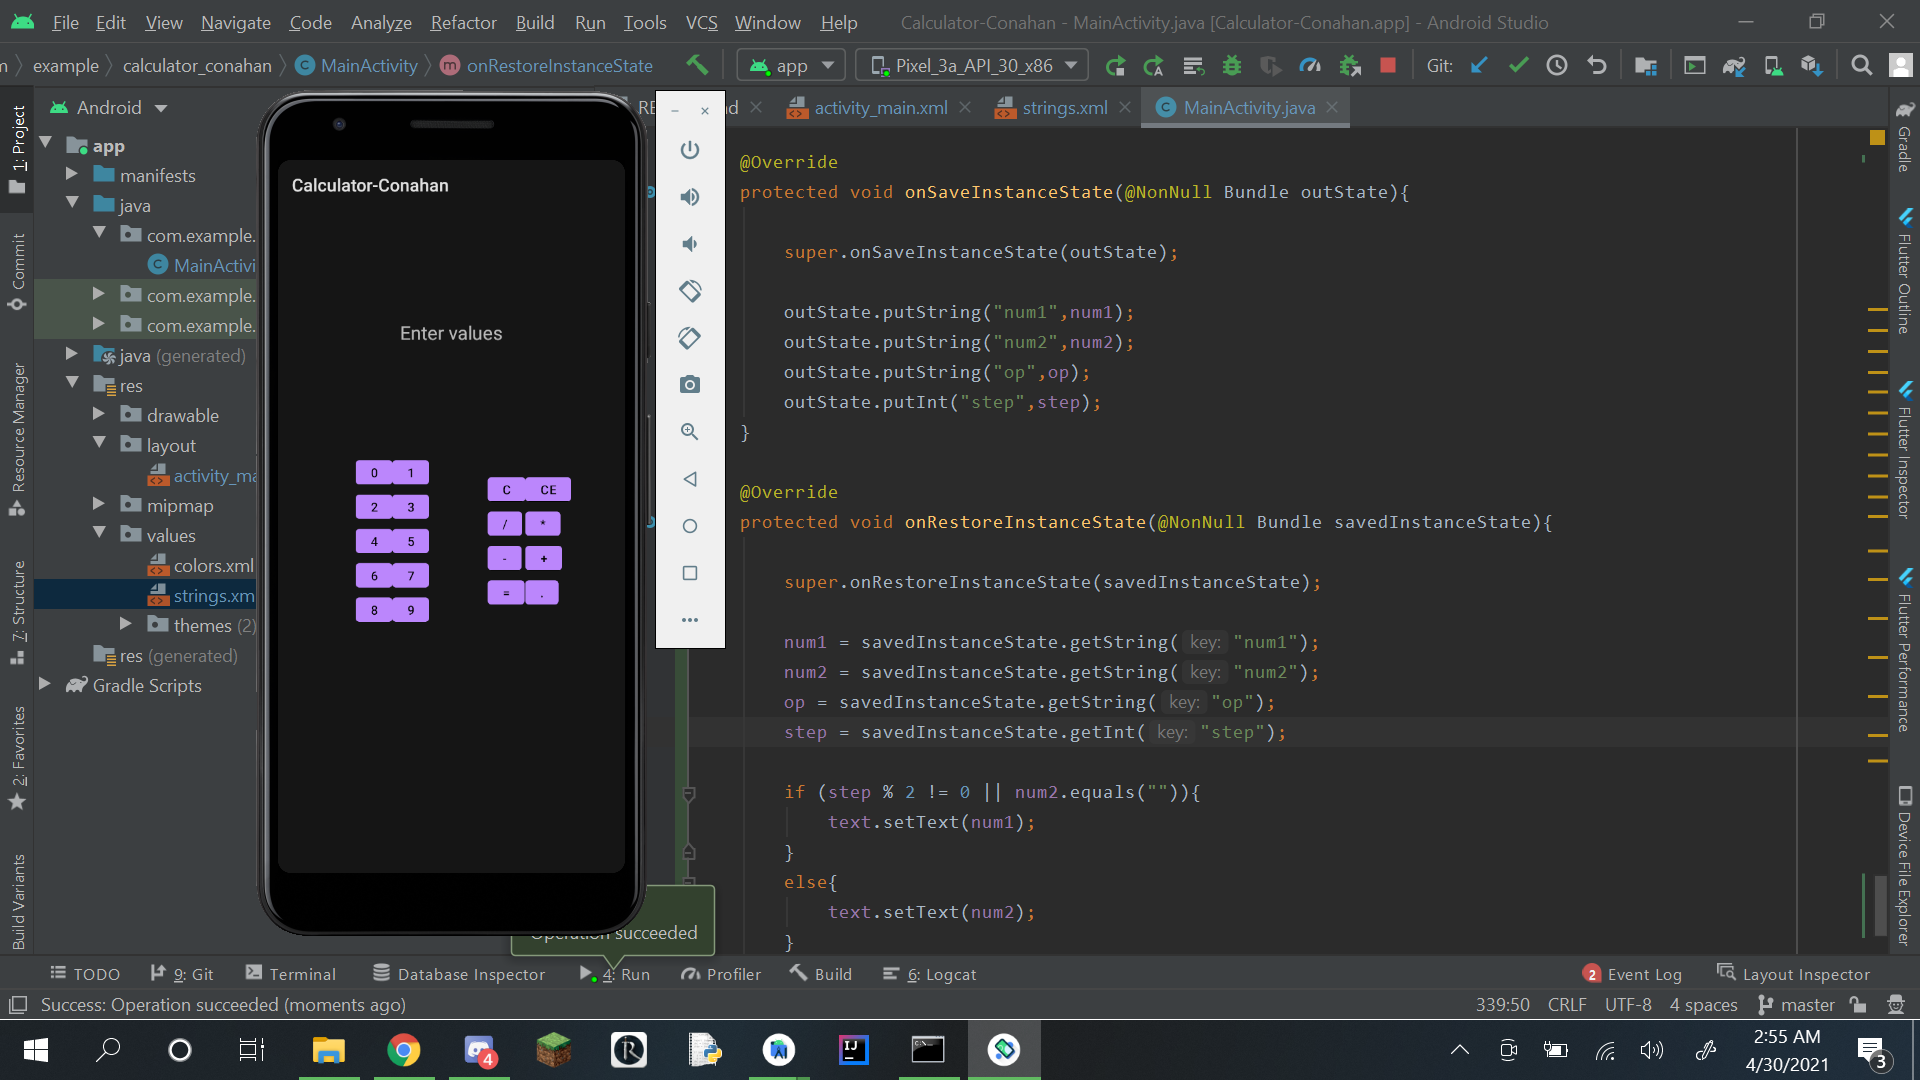 File Edit View Navigate Code Analyze Refactor Build Run Tools VCS Window Help Calculator-Conahan - MainActivity.java [Calculator-Conahan.app] - Android Studio
example calculator_conahan MainActivity onRestoreInstanceState app Pixel_3a_API_30_x86 Git:
Android
activity_main.xml strings.xml MainActivity.java
1: Project
Commit
Resource Manager
7: Structure
2: Favorites
Build Variants
app
manifests
java
com.example.
MainActivi
com.example.
com.example.
java (generated)
res
drawable
layout
activity_ma
mipmap
values
colors.xml
strings.xm
themes (2)
res (generated)
Gradle Scripts
Calculator-Conahan
Enter values
0 1
2 3
4 5
6 7
8 9
C CE
/ *
- +
= .
@Override
protected void onSaveInstanceState(@NonNull Bundle outState){
super.onSaveInstanceState(outState);
outState.putString("num1",num1);
outState.putString("num2",num2);
outState.putString("op",op);
outState.putInt("step",step);
}
@Override
protected void onRestoreInstanceState(@NonNull Bundle savedInstanceState){
super.onRestoreInstanceState(savedInstanceState);
num1 = savedInstanceState.getString( key: "num1");
num2 = savedInstanceState.getString( key: "num2");
op = savedInstanceState.getString( key: "op");
step = savedInstanceState.getInt( key: "step");
if (step % 2 != 0 || num2.equals("")){
text.setText(num1);
}
else{
text.setText(num2);
}
Gradle
Flutter Outline
Flutter Inspector
Flutter Performance
Device File Explorer
Operation succeeded
TODO 9: Git Terminal Database Inspector 4: Run Profiler Build 6: Logcat 2 Event Log Layout Inspector
Success: Operation succeeded (moments ago) 339:50 CRLF UTF-8 4 spaces master
4
2:55 AM
4/30/2021
3